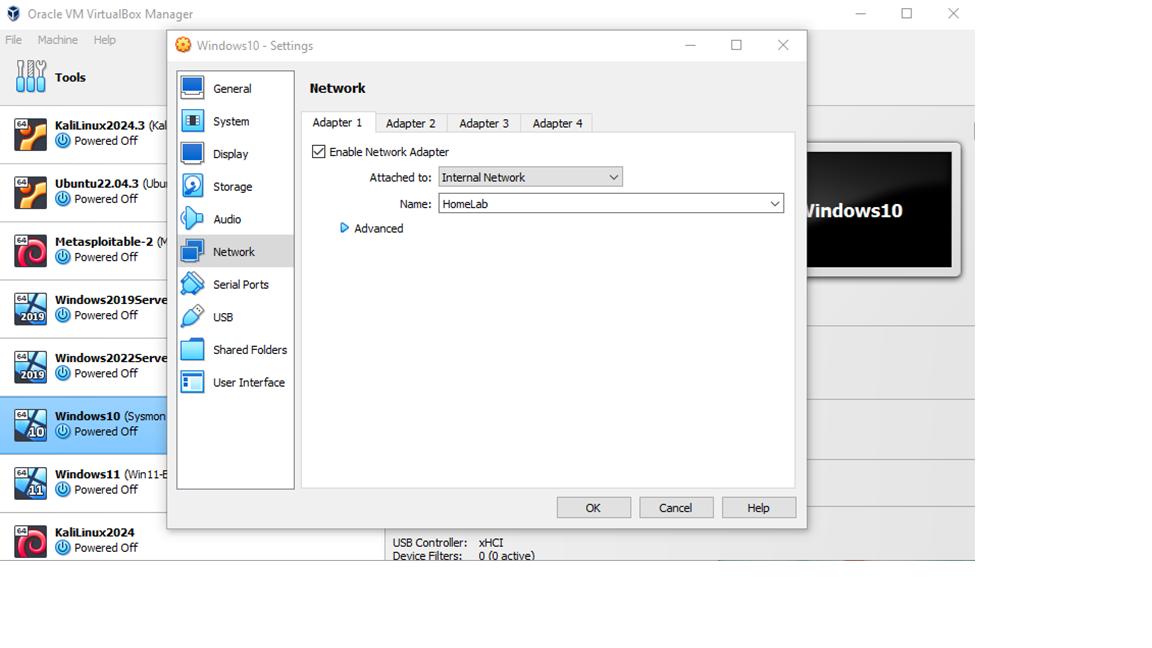 Oracle VM VirtualBox Manager
File Machine Help
Tools
64
KaliLinux2024.3 (Kal
Powered Off
64
Ubuntu22.04.3 (Ubu
Powered Off
64
Metasploitable-2 (M
Powered Off
64
2019
Windows2019Serve
Powered Off
64
2019
Windows2022Serve
Powered Off
64
10
Windows10 (Sysmon
Powered Off
64
11
Windows11 (Win11-E
Powered Off
64
KaliLinux2024
Powered Off
Windows10 - Settings
General
System
Display
Storage
Audio
Network
Serial Ports
USB
Shared Folders
User Interface
Network
Adapter 1 Adapter 2 Adapter 3 Adapter 4
Enable Network Adapter
Attached to: Internal Network
Name: HomeLab
Advanced
OK Cancel Help
Windows10
USB Controller: xHCI
Device Filters: 0 (0 active)